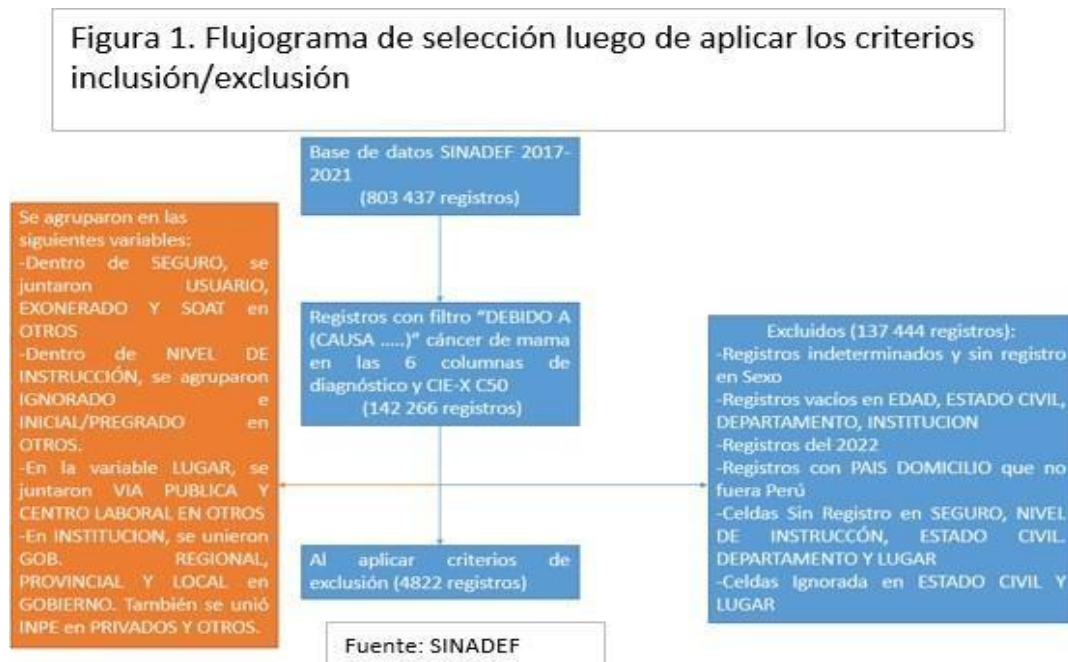 Figura 1. Flujograma de selección luego de aplicar los criterios
inclusión/exclusión
Base de datos SINADEF 2017-
2021
(803 437 registros)
Se agruparon en las
siguientes variables:
-Dentro de SEGURO, se
juntaron USUARIO,
EXONERADO Y SOAT en
OTROS
-Dentro de NIVEL DE
INSTRUCCIÓN, se agruparon
IGNORADO e
INICIAL/PREGRADO en
OTROS.
-En la variable LUGAR, se
juntaron VIA PUBLICA Y
CENTRO LABORAL EN OTROS
-En INSTITUCION, se unieron
GOB. REGIONAL,
PROVINCIAL Y LOCAL en
GOBIERNO. También se unió
INPE en PRIVADOS Y OTROS.
Registros con filtro “DEBIDO A
(CAUSA .....)” cáncer de mama
en las 6 columnas de
diagnóstico y CIE-X C50
(142 266 registros)
Excluidos (137 444 registros):
-Registros indeterminados y sin registro
en Sexo
-Registros vacíos en EDAD, ESTADO CIVIL,
DEPARTAMENTO, INSTITUCION
-Registros del 2022
-Registros con PAIS DOMICILIO que no
fuera Perú
-Celdas Sin Registro en SEGURO, NIVEL
DE INSTRUCCÓN, ESTADO CIVIL.
DEPARTAMENTO Y LUGAR
-Celdas Ignorada en ESTADO CIVIL Y
LUGAR
Al aplicar criterios de
exclusión (4822 registros)
Fuente: SINADEF